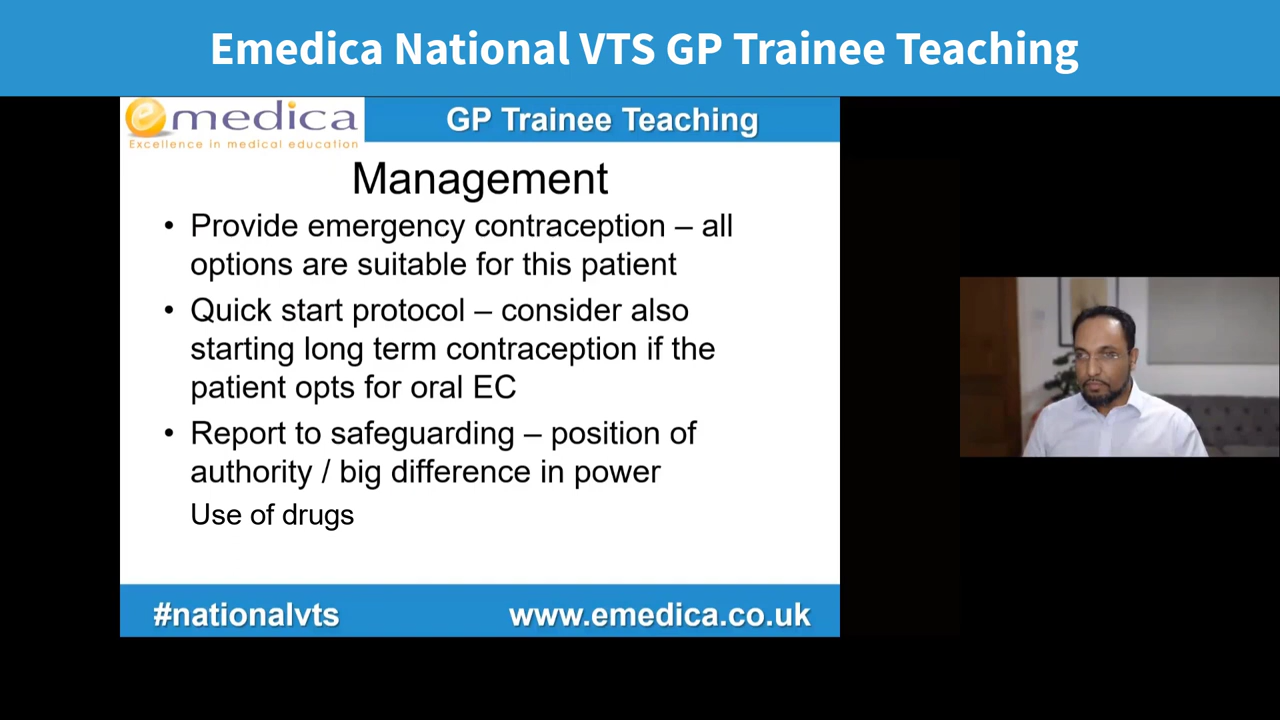 Emedica National VTS GP Trainee Teaching
emedica
Excellence in medical education
GP Trainee Teaching
Management
• Provide emergency contraception – all
options are suitable for this patient
• Quick start protocol – consider also
starting long term contraception if the
patient opts for oral EC
• Report to safeguarding – position of
authority / big difference in power
Use of drugs
#nationalvts
www.emedica.co.uk